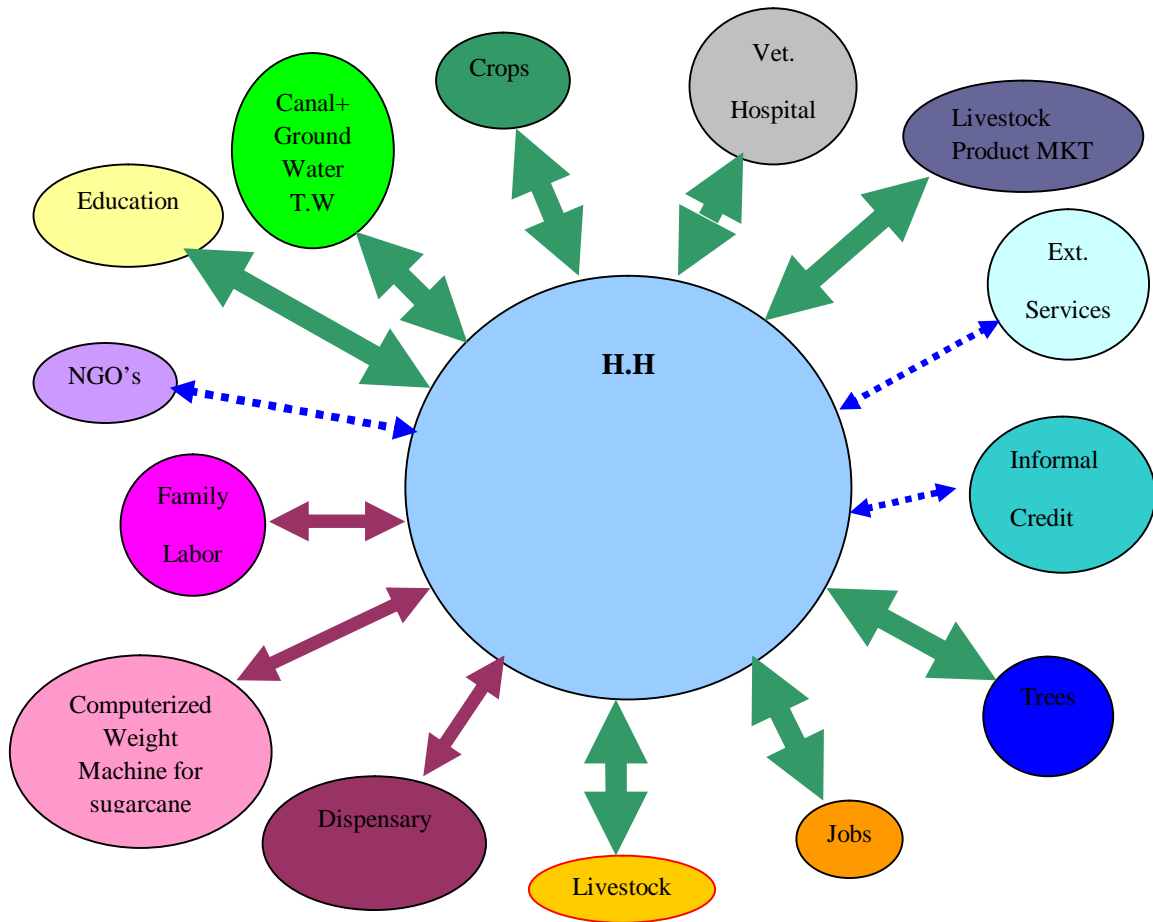 Crops
Vet.
Hospital
Canal+
Ground
Water
T.W
Livestock
Product MKT
Education
Ext.
Services
H.H
NGO’s
Informal
Credit
Family
Labor
Trees
Computerized
Weight
Machine for
sugarcane
Dispensary
Jobs
Livestock